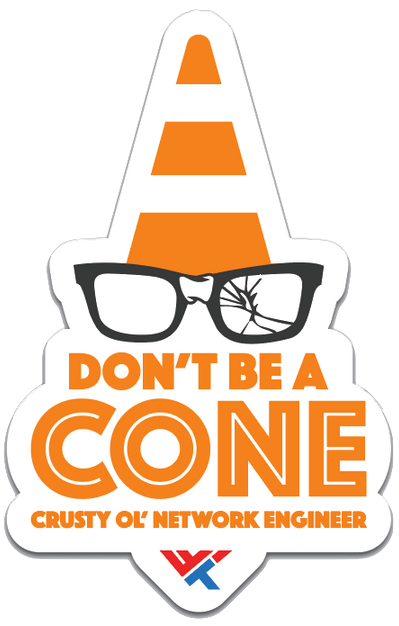 DON'T BE A
CONE
CRUSTY OL' NETWORK ENGINEER